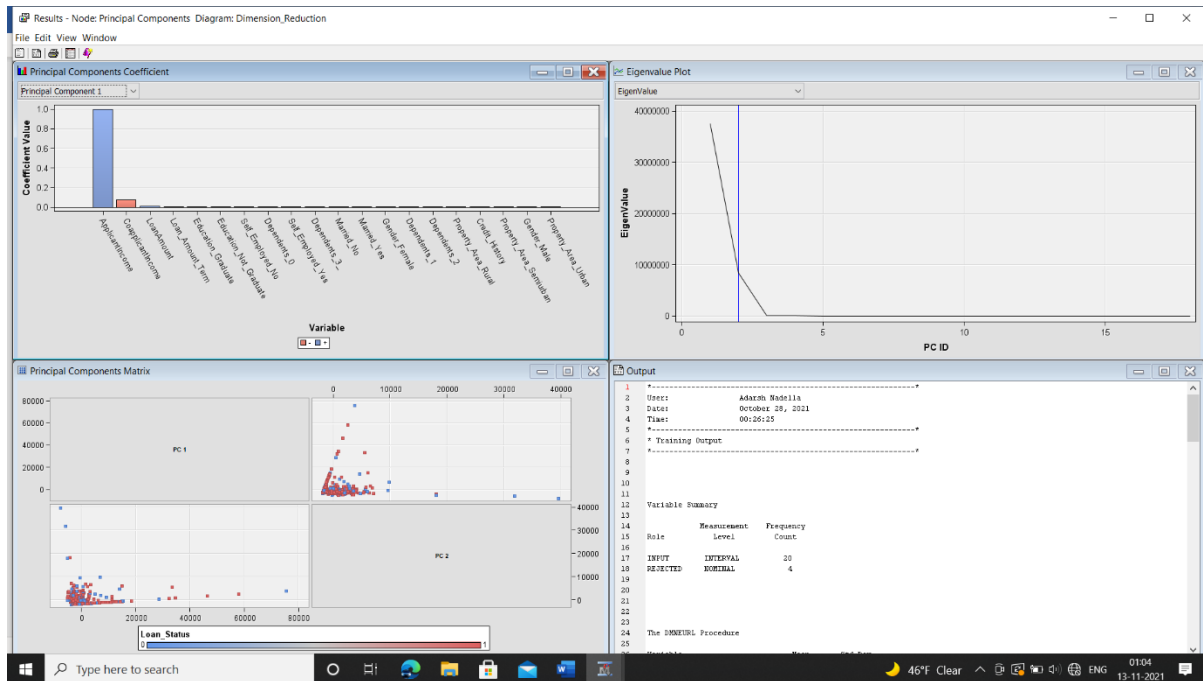 Results - Node: Principal Components Diagram: Dimension_Reduction
File Edit View Window
Principal Components Coefficient
Principal Component 1
1.0
0.8
0.6
0.4
0.2
0.0
Coefficient Value
ApplicantIncome
CoapplicantIncome
LoanAmount
Loan_Amount_Term
Education_Graduate
Education_Not_Graduate
Self_Employed_No
Dependents_0
Self_Employed_Yes
Dependents_3_
Married_No
Married_Yes
Gender_Female
Dependents_1
Dependents_2
Property_Area_Rural
Credit_History
Property_Area_Semiurban
Gender_Male
Property_Area_Urban
Variable
- +
Eigenvalue Plot
EigenValue
40000000
30000000
20000000
10000000
0
EigenValue
0 5 10 15
PC ID
Principal Components Matrix
0 10000 20000 30000 40000
80000
60000
40000
20000
0
PC 1
PC 2
40000
30000
20000
10000
0
0 20000 40000 60000 80000
Loan_Status
0 1
Output
1 *------------------------------------------------------------*
2 User: Adarsh Nadella
3 Date: October 28, 2021
4 Time: 00:26:25
5 *------------------------------------------------------------*
6 * Training Output
7 *------------------------------------------------------------*
8
9
10
11
12 Variable Summary
13
14 Measurement Frequency
15 Role Level Count
16
17 INPUT INTERVAL 20
18 REJECTED NOMINAL 4
19
20
21
22
23
24 The DMNEURL Procedure
25
Type here to search
46°F Clear
ENG
01:04
13-11-2021